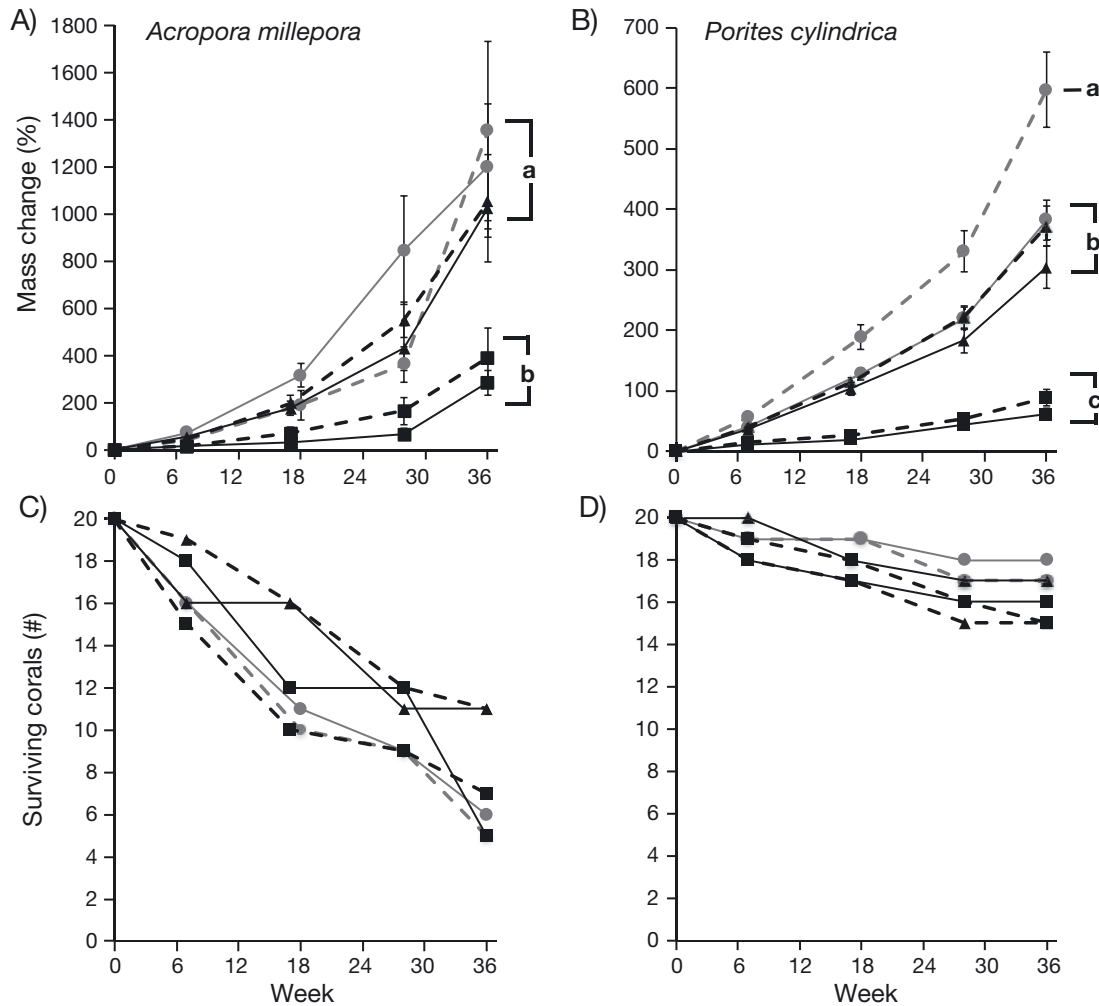 A)
Acropora millepora
Mass change (%)
1800
1600
1400
1200
1000
800
600
400
200
0
0 6 12 18 24 30 36
a
b
B)
Porites cylindrica
700
600
500
400
300
200
100
0
0 6 12 18 24 30 36
a
b
c
C)
Surviving corals (#)
20
18
16
14
12
10
8
6
4
2
0
0 6 12 18 24 30 36
Week
D)
20
18
16
14
12
10
8
6
4
2
0
0 6 12 18 24 30 36
Week